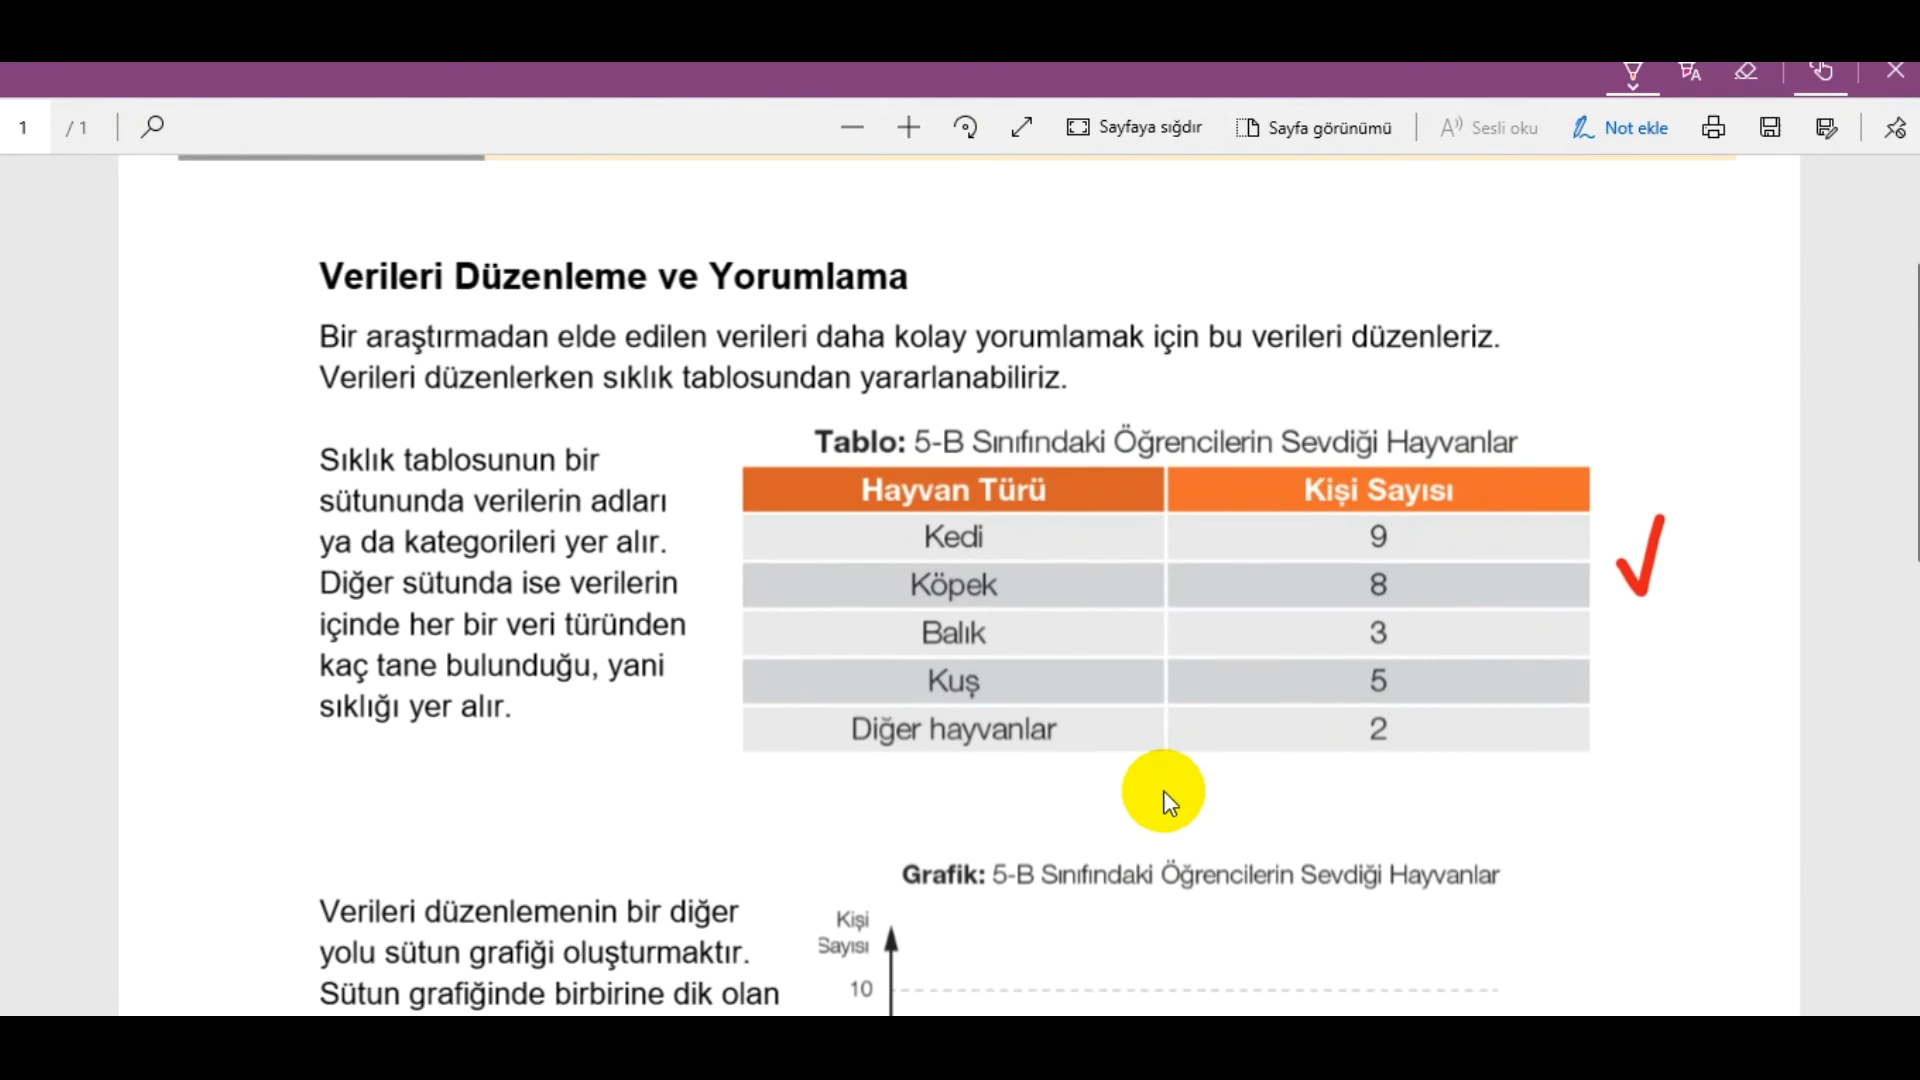 1 / 1
Sayfaya sığdır
Sayfa görünümü
Sesli oku
Not ekle
Verileri Düzenleme ve Yorumlama
Bir araştırmadan elde edilen verileri daha kolay yorumlamak için bu verileri düzenleriz.
Verileri düzenlerken sıklık tablosundan yararlanabiliriz.
Sıklık tablosunun bir
sütununda verilerin adları
ya da kategorileri yer alır.
Diğer sütunda ise verilerin
içinde her bir veri türünden
kaç tane bulunduğu, yani
sıklığı yer alır.
Tablo: 5-B Sınıfındaki Öğrencilerin Sevdiği Hayvanlar
Hayvan Türü Kişi Sayısı
Kedi 9
Köpek 8
Balık 3
Kuş 5
Diğer hayvanlar 2
Verileri düzenlemenin bir diğer
yolu sütun grafiği oluşturmaktır.
Sütun grafiğinde birbirine dik olan
Grafik: 5-B Sınıfındaki Öğrencilerin Sevdiği Hayvanlar
Kişi
Sayısı
10